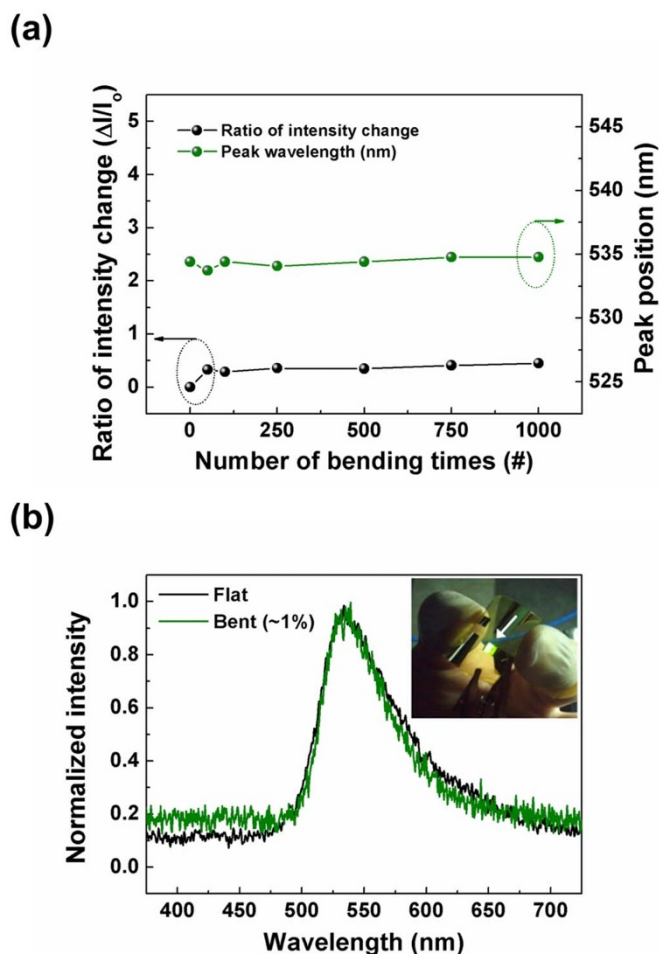 (a)
Ratio of intensity change (ΔI/Iₒ)
5
4
3
2
1
0
Ratio of intensity change
Peak wavelength (nm)
545
540
535
530
525
Peak position (nm)
0 250 500 750 1000
Number of bending times (#)
(b)
Normalized intensity
1.0
0.8
0.6
0.4
0.2
0.0
Flat
Bent (~1%)
400 450 500 550 600 650 700
Wavelength (nm)